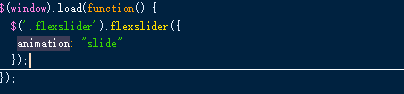 $(window).load(function() {
  $('.flexslider').flexslider({
    animation: "slide"
  });
});